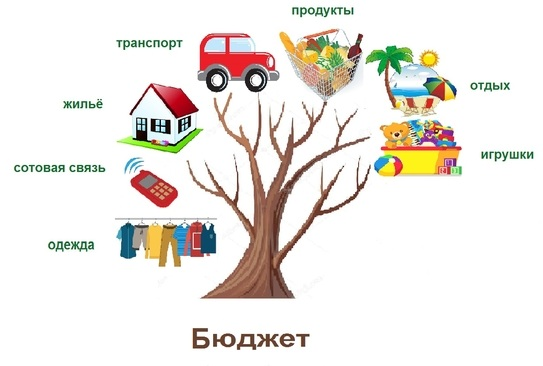 продукты
транспорт
отдых
жильё
игрушки
сотовая связь
одежда
Бюджет